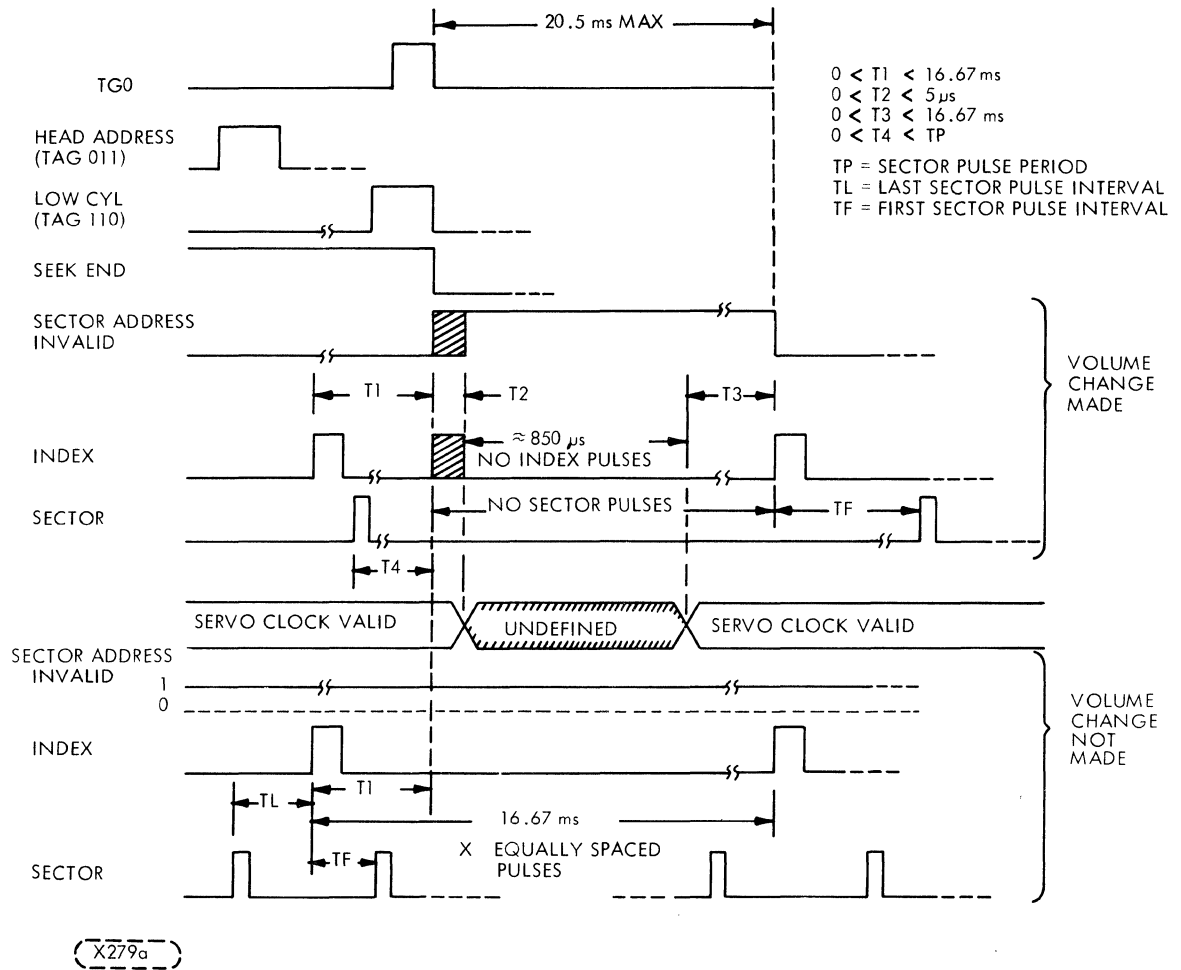 20.5 ms MAX
TG0
0 < T1 < 16.67 ms
0 < T2 < 5 µs
0 < T3 < 16.67 ms
0 < T4 < TP
HEAD ADDRESS
(TAG 011)
TP = SECTOR PULSE PERIOD
TL = LAST SECTOR PULSE INTERVAL
TF = FIRST SECTOR PULSE INTERVAL
LOW CYL
(TAG 110)
SEEK END
SECTOR ADDRESS
INVALID
VOLUME
CHANGE
MADE
T1
T2
T3
INDEX
≈ 850 µs
NO INDEX PULSES
SECTOR
NO SECTOR PULSES
TF
T4
SERVO CLOCK VALID
UNDEFINED
SERVO CLOCK VALID
SECTOR ADDRESS
INVALID
1
0
VOLUME
CHANGE
NOT
MADE
INDEX
TL
T1
16.67 ms
TF
X EQUALLY SPACED
PULSES
SECTOR
X279a